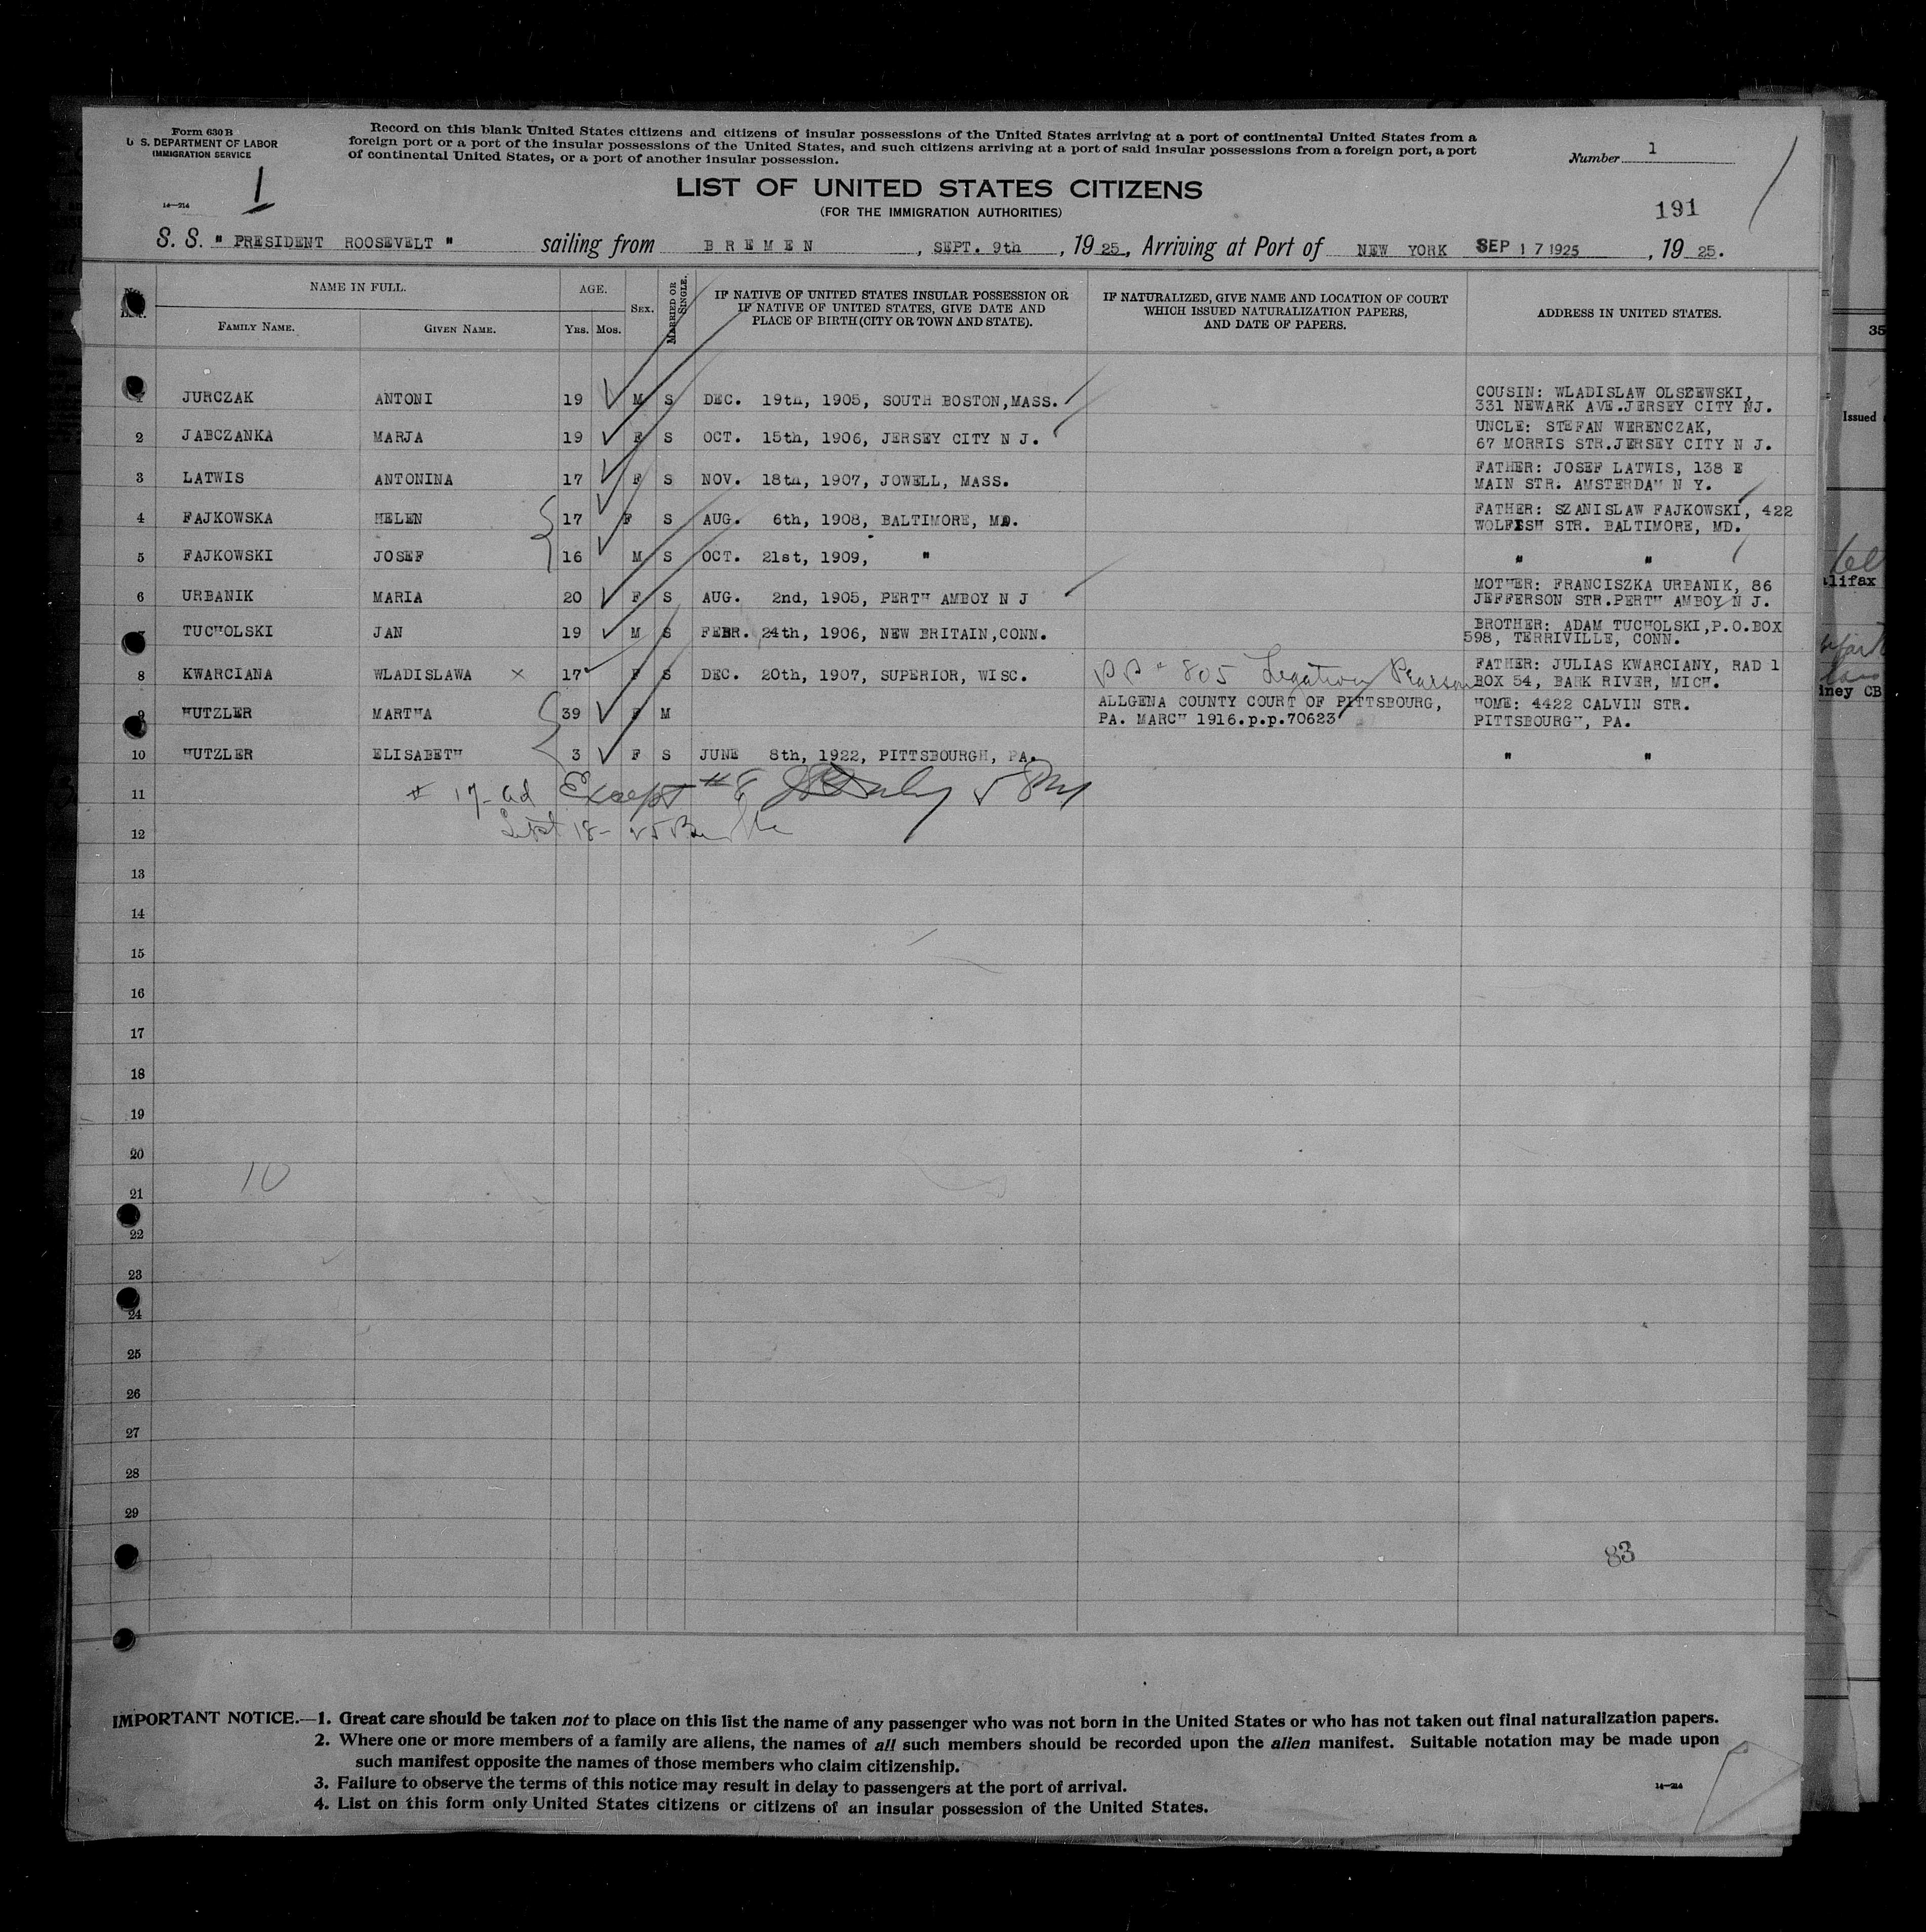 Form 630 B
U. S. DEPARTMENT OF LABOR
IMMIGRATION SERVICE
14—214
1
Record on this blank United States citizens and citizens of insular possessions of the United States arriving at a port of continental United States from a
foreign port or a port of the insular possessions of the United States, and such citizens arriving at a port of said insular possessions from a foreign port, a port
of continental United States, or a port of another insular possession.
Number 1
LIST OF UNITED STATES CITIZENS
(FOR THE IMMIGRATION AUTHORITIES)
191
S. S. " PRESIDENT ROOSEVELT " sailing from BREMEN, SEPT. 9th, 1925, Arriving at Port of NEW YORK SEP 17 1925, 1925.
NAME IN FULL. AGE. SEX. MARRIED OR SINGLE.
FAMILY NAME. GIVEN NAME. YRS. MOS.
IF NATIVE OF UNITED STATES INSULAR POSSESSION OR
IF NATIVE OF UNITED STATES, GIVE DATE AND
PLACE OF BIRTH (CITY OR TOWN AND STATE).
IF NATURALIZED, GIVE NAME AND LOCATION OF COURT
WHICH ISSUED NATURALIZATION PAPERS,
AND DATE OF PAPERS.
ADDRESS IN UNITED STATES.
1 JURCZAK ANTONI 19 M S DEC. 19th, 1905, SOUTH BOSTON,MASS. COUSIN: WLADISLAW OLSZEWSKI,
331 NEWARK AVE.JERSEY CITY NJ.
2 JABCZANKA MARJA 19 F S OCT. 15th, 1906, JERSEY CITY N J. UNCLE: STEFAN WERENCZAK,
67 MORRIS STR.JERSEY CITY N J.
3 LATWIS ANTONINA 17 F S NOV. 18th, 1907, JOWELL, MASS. FATHER: JOSEF LATWIS, 138 E
MAIN STR. AMSTERDAM N Y.
4 FAJKOWSKA HELEN 17 F S AUG. 6th, 1908, BALTIMORE, MD. FATHER: SZANISLAW FAJKOWSKI, 422
STR. BALTIMORE, MD.
5 FAJKOWSKI JOSEF 16 M S OCT. 21st, 1909, " " "
6 URBANIK MARIA 20 F S AUG. 2nd, 1905, PERTH AMBOY N J MOTHER: FRANCISZKA URBANIK, 86
JEFFERSON STR.PERTH AMBOY N J.
7 TUCHOLSKI JAN 19 M S FEBR. 24th, 1906, NEW BRITAIN,CONN. BROTHER: ADAM TUCHOLSKI,P.O.BOX
598, TERRIVILLE, CONN.
8 KWARCIANA WLADISLAWA x 17 F S DEC. 20th, 1907, SUPERIOR, WISC. PP # 805 Legation FATHER: JULIAS KWARCIANY, RAD 1
BOX 54, BARK RIVER, MICH.
9 HUTZLER MARTHA 39 F M ALLGENA COUNTY COURT OF PITTSBOURG, HOME: 4422 CALVIN STR.
PA. MARCH 1916.p.p.70623 PITTSBOURGH, PA.
10 HUTZLER ELISABETH 3 F S JUNE 8th, 1922, PITTSBOURGH, PA. " "
11 Except # 8
12
13
14
15
16
17
18
19
20
10
21
22
23
24
25
26
27
28
29
83
IMPORTANT NOTICE.—1. Great care should be taken not to place on this list the name of any passenger who was not born in the United States or who has not taken out final naturalization papers.
2. Where one or more members of a family are aliens, the names of all such members should be recorded upon the alien manifest. Suitable notation may be made upon
such manifest opposite the names of those members who claim citizenship.
3. Failure to observe the terms of this notice may result in delay to passengers at the port of arrival.
4. List on this form only United States citizens or citizens of an insular possession of the United States.
14—214
35
Issued